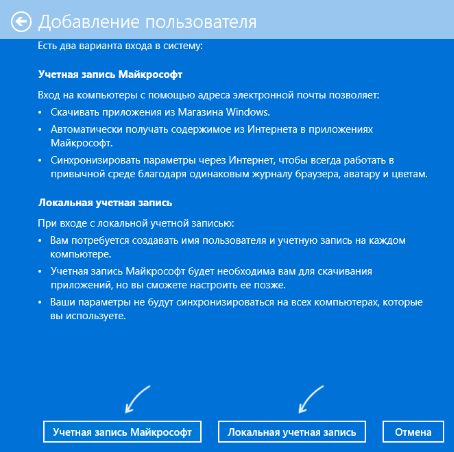 Добавление пользователя
Есть два варианта входа в систему:
Учетная запись Майкрософт
Вход на компьютеры с помощью адреса электронной почты позволяет:
• Скачивать приложения из Магазина Windows.
• Автоматически получать содержимое из Интернета в приложениях
Майкрософт.
• Синхронизировать параметры через Интернет, чтобы всегда работать в
привычной среде благодаря одинаковым журналу браузера, аватару и цветам.
Локальная учетная запись
При входе с локальной учетной записью:
• Вам потребуется создавать имя пользователя и учетную запись на каждом
компьютере.
• Учетная запись Майкрософт будет необходима вам для скачивания
приложений, но вы сможете настроить ее позже.
• Ваши параметры не будут синхронизироваться на всех компьютерах, которые
вы используете.
Учетная запись Майкрософт
Локальная учетная запись
Отмена